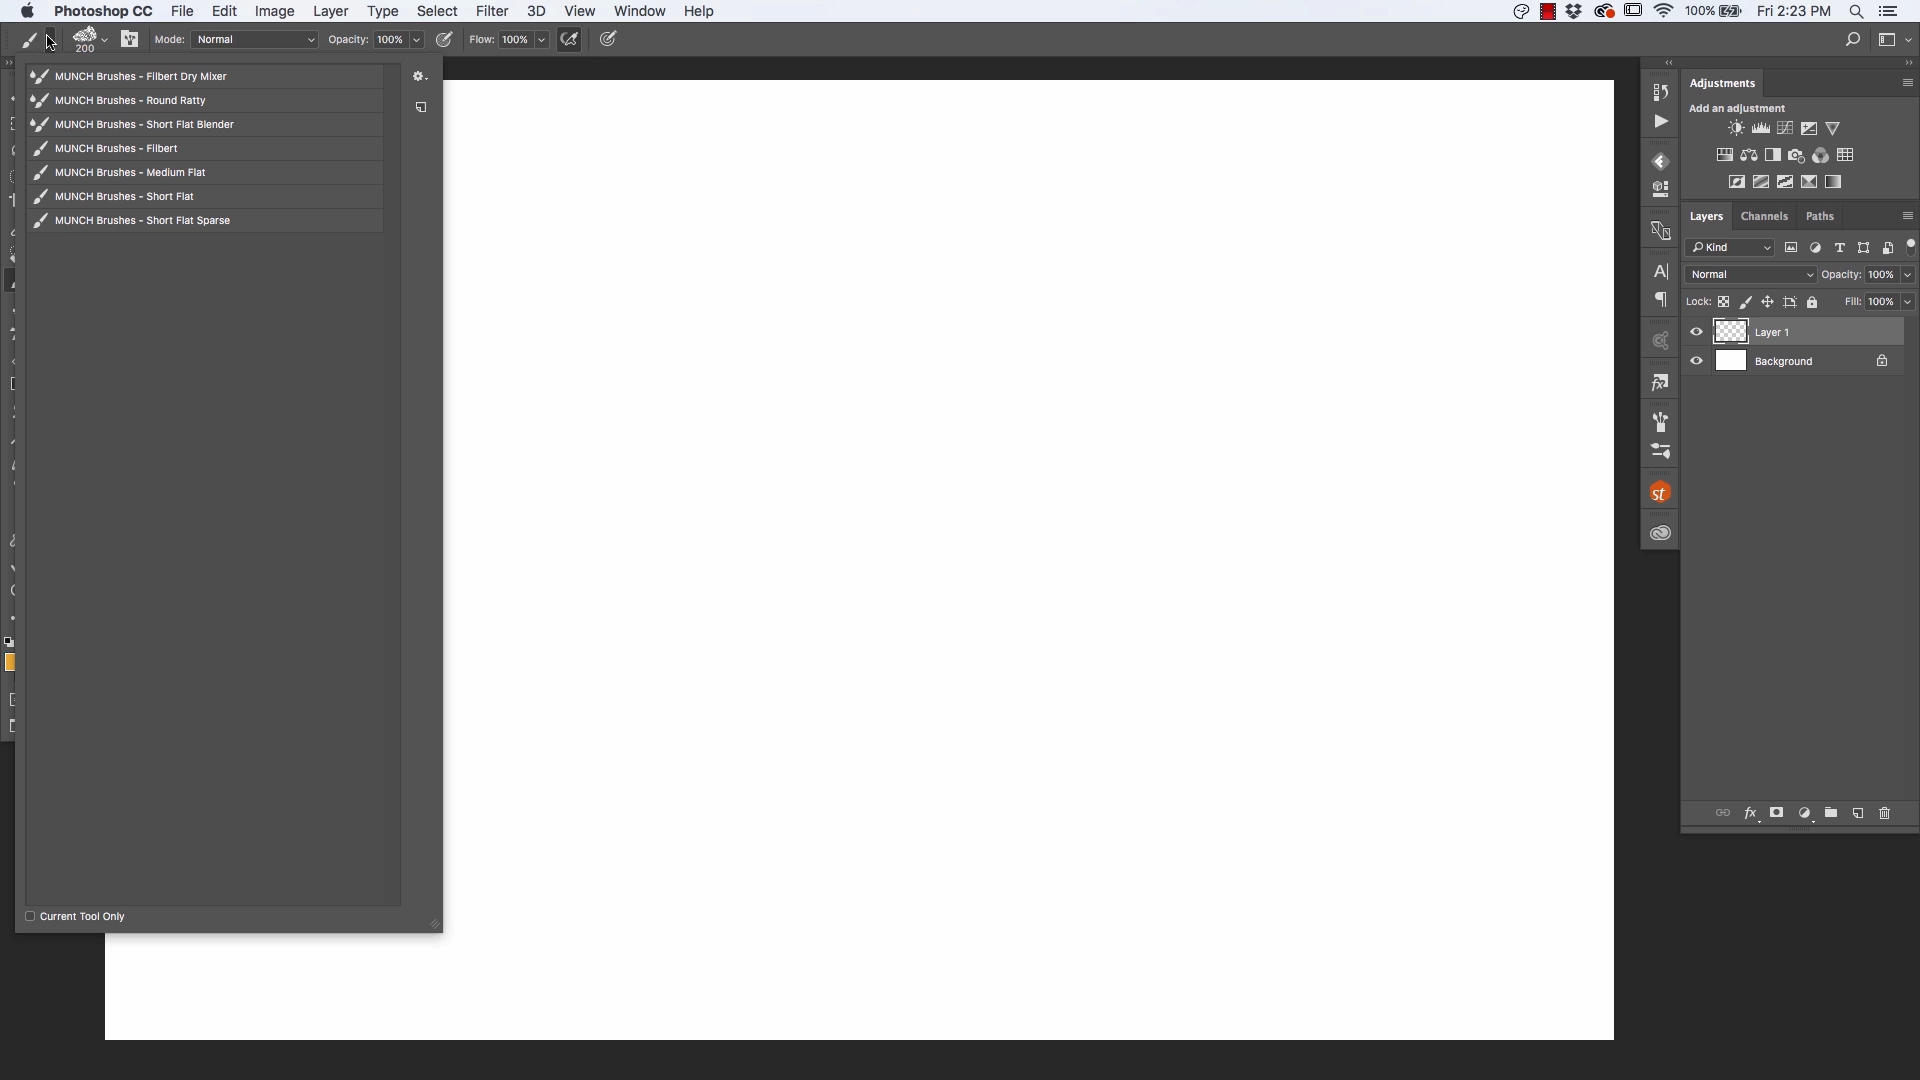 Photoshop CC File Edit Image Layer Type Select Filter 3D View Window Help 100% Fri 2:23 PM
200 Mode: Normal Opacity: 100% Flow: 100%
MUNCH Brushes - Filbert Dry Mixer
MUNCH Brushes - Round Ratty
MUNCH Brushes - Short Flat Blender
MUNCH Brushes - Filbert
MUNCH Brushes - Medium Flat
MUNCH Brushes - Short Flat
MUNCH Brushes - Short Flat Sparse
Current Tool Only
Adjustments
Add an adjustment
Layers Channels Paths
Kind
Normal Opacity: 100%
Lock: Fill: 100%
Layer 1
Background
A
st
fx
fx